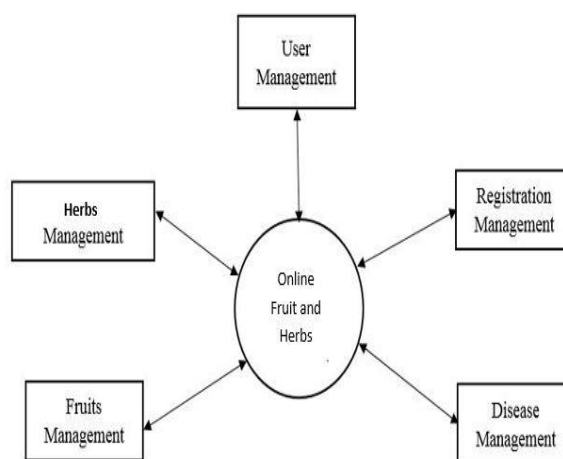 User
Management
Herbs
Management
Registration
Management
Online
Fruit and
Herbs
Fruits
Management
Disease
Management